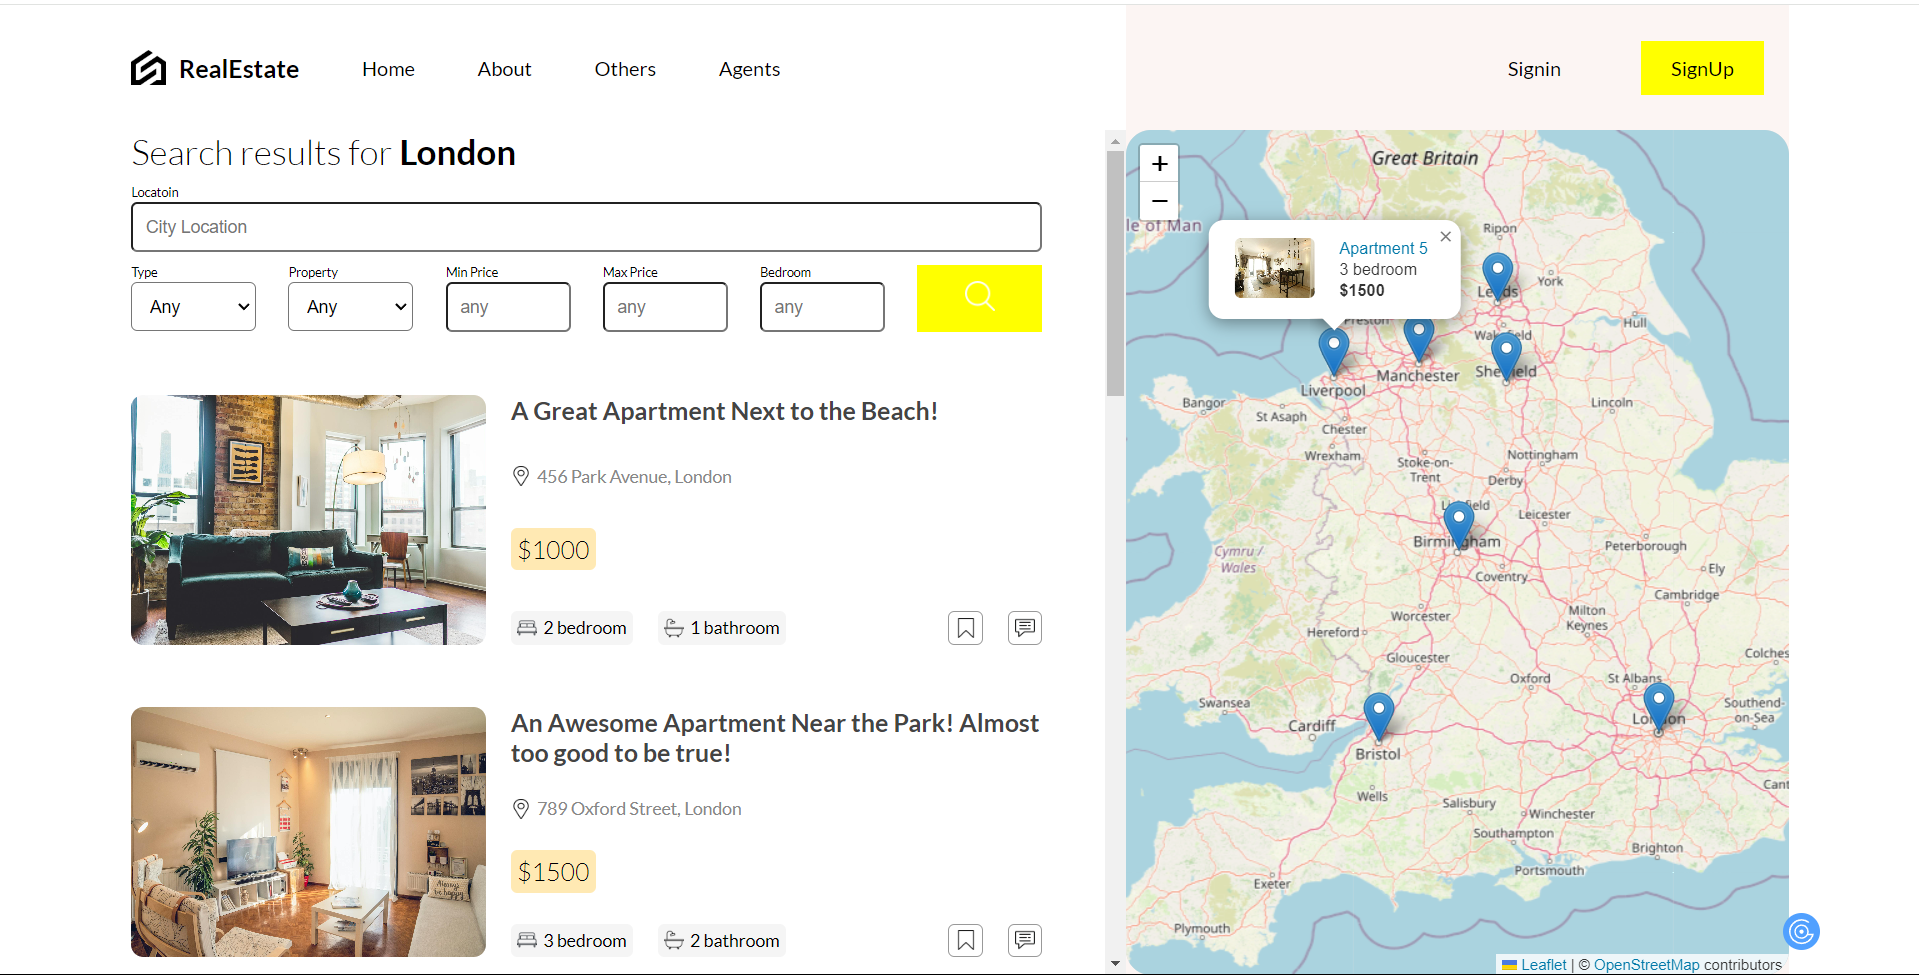 RealEstate
Home
About
Others
Agents
Signin
SignUp
Search results for London
Locatoin
City Location
Type
Property
Min Price
Max Price
Bedroom
Any
Any
any
any
any
A Great Apartment Next to the Beach!
456 Park Avenue, London
$1000
2 bedroom
1 bathroom
An Awesome Apartment Near the Park! Almost
too good to be true!
789 Oxford Street, London
$1500
3 bedroom
2 bathroom
+
−
Great Britain
le of Man
Apartment 5
×
3 bedroom
$1500
Ripon
York
Leeds
Preston
Hull
Liverpool
Manchester
Bangor
St Asaph
Lincoln
Chester
Wrexham
Stoke-on-
Trent
Nottingham
Derby
Leicester
Birmingham
Peterborough
Cymru /
Wales
Coventry
Ely
Cambridge
Worcester
Milton
Keynes
Hereford
Gloucester
Colches
Oxford
St Albans
Swansea
Cardiff
London
Southend-
on-Sea
Bristol
Wells
Salisbury
Winchester
Cant
Southampton
Brighton
Portsmouth
Exeter
Plymouth
Leaflet | © OpenStreetMap contributors